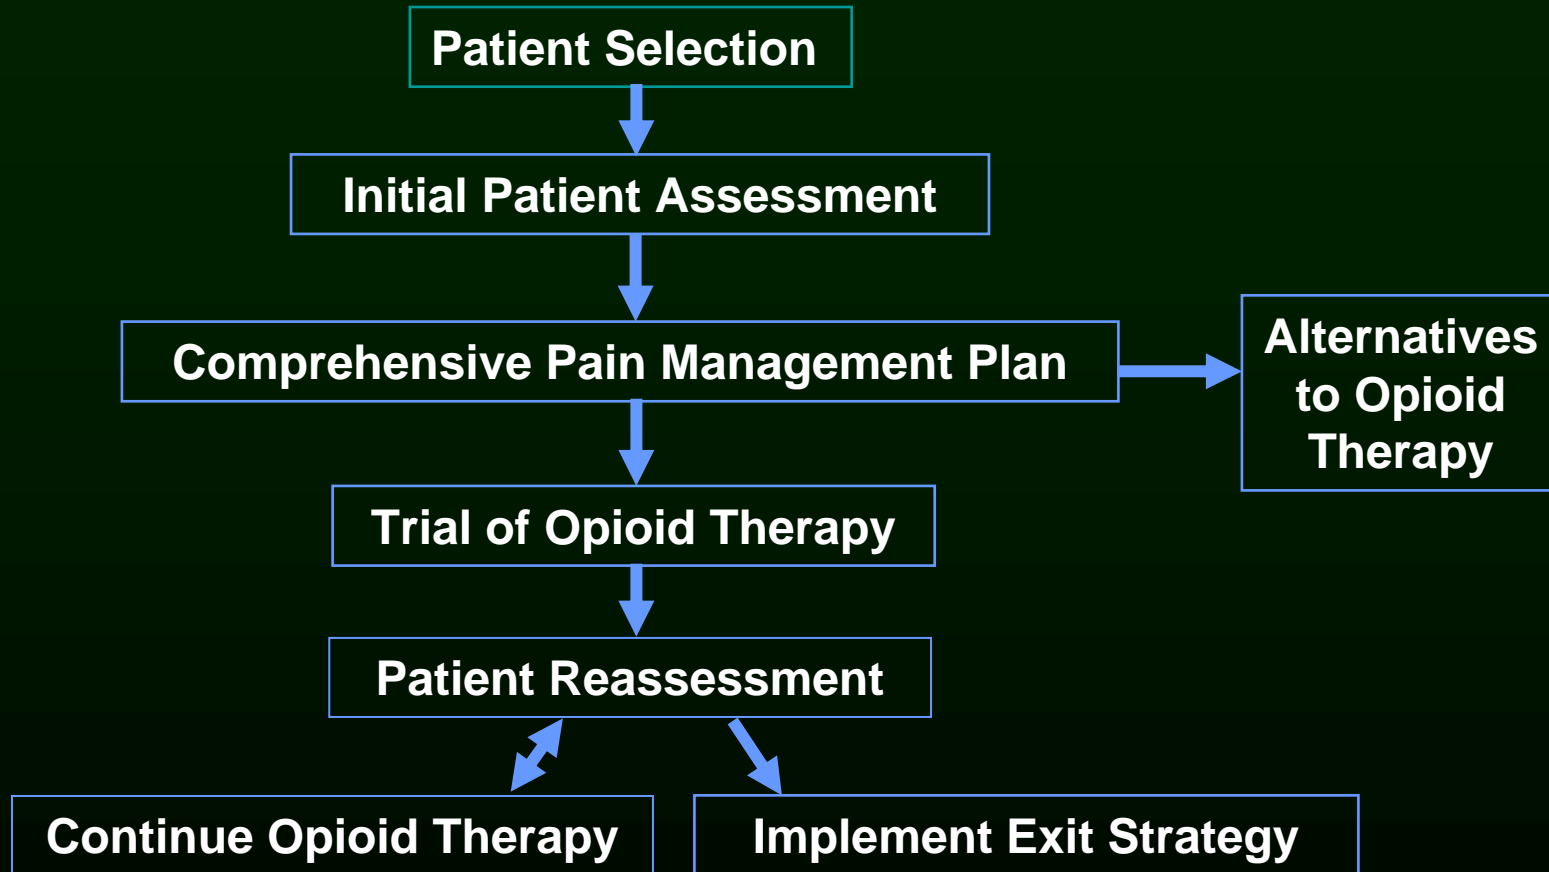 Patient Selection
Initial Patient Assessment
Comprehensive Pain Management Plan
Alternatives
to Opioid
Therapy
Trial of Opioid Therapy
Patient Reassessment
Continue Opioid Therapy
Implement Exit Strategy